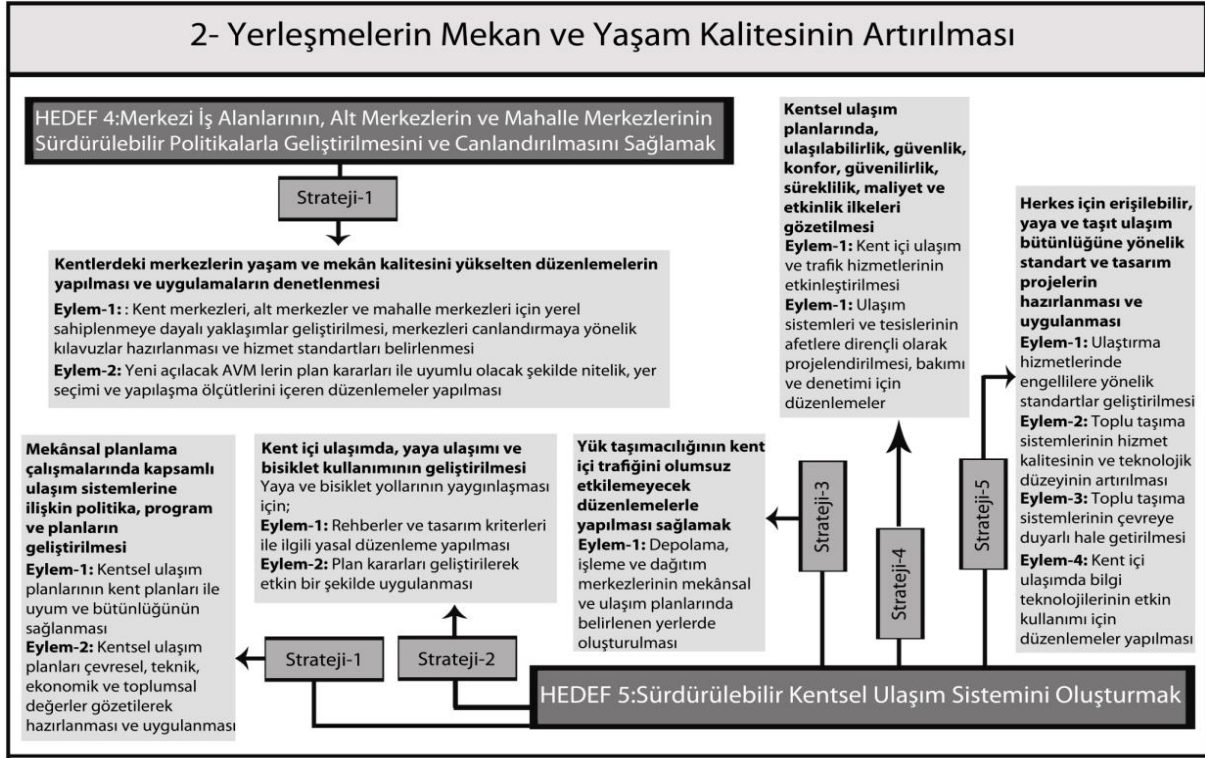 2- Yerleşmelerin Mekan ve Yaşam Kalitesinin Artırılması
HEDEF 4:Merkezi İş Alanlarının, Alt Merkezlerin ve Mahalle Merkezlerinin
Sürdürülebilir Politikalarla Geliştirilmesini ve Canlandırılmasını Sağlamak
Strateji-1
Kentlerdeki merkezlerin yaşam ve mekân kalitesini yükselten düzenlemelerin
yapılması ve uygulamaların denetlenmesi
Eylem-1: : Kent merkezleri, alt merkezler ve mahalle merkezleri için yerel
sahiplenmeye dayalı yaklaşımlar geliştirilmesi, merkezleri canlandırmaya yönelik
kılavuzlar hazırlanması ve hizmet standartları belirlenmesi
Eylem-2: Yeni açılacak AVM lerin plan kararları ile uyumlu olacak şekilde nitelik, yer
seçimi ve yapılaşma ölçütlerini içeren düzenlemeler yapılması
Mekânsal planlama
çalışmalarında kapsamlı
ulaşım sistemlerine
ilişkin politika, program
ve planların
geliştirilmesi
Eylem-1: Kentsel ulaşım
planlarının kent planları ile
uyum ve bütünlüğünün
sağlanması
Eylem-2: Kentsel ulaşım
planları çevresel, teknik,
ekonomik ve toplumsal
değerler gözetilerek
hazırlanması ve uygulanması
Strateji-1
Kent içi ulaşımda, yaya ulaşımı ve
bisiklet kullanımının geliştirilmesi
Yaya ve bisiklet yollarının yaygınlaşması
için;
Eylem-1: Rehberler ve tasarım kriterleri
ile ilgili yasal düzenleme yapılması
Eylem-2: Plan kararları geliştirilerek
etkin bir şekilde uygulanması
Strateji-2
Yük taşımacılığının kent
içi trafiğini olumsuz
etkilemeyecek
düzenlemelerle
yapılması sağlamak
Eylem-1: Depolama,
işleme ve dağıtım
merkezlerinin mekânsal
ve ulaşım planlarında
belirlenen yerlerde
oluşturulması
Strateji-3
Kentsel ulaşım
planlarında,
ulaşılabilirlik, güvenlik,
konfor, güvenilirlik,
süreklilik, maliyet ve
etkinlik ilkeleri
gözetilmesi
Eylem-1: Kent içi ulaşım
ve trafik hizmetlerinin
etkinleştirilmesi
Eylem-1: Ulaşım
sistemleri ve tesislerinin
afetlere dirençli olarak
projelendirilmesi, bakımı
ve denetimi için
düzenlemeler
Strateji-4
Herkes için erişilebilir,
yaya ve taşıt ulaşım
bütünlüğüne yönelik
standart ve tasarım
projelerin
hazırlanması ve
uygulanması
Eylem-1: Ulaştırma
hizmetlerinde
engellilere yönelik
standartlar geliştirilmesi
Eylem-2: Toplu taşıma
sistemlerinin hizmet
kalitesinin ve teknolojik
düzeyinin artırılması
Eylem-3: Toplu taşıma
sistemlerinin çevreye
duyarlı hale getirilmesi
Eylem-4: Kent içi
ulaşımda bilgi
teknolojilerinin etkin
kullanımı için
düzenlemeler yapılması
Strateji-5
HEDEF 5:Sürdürülebilir Kentsel Ulaşım Sistemini Oluşturmak